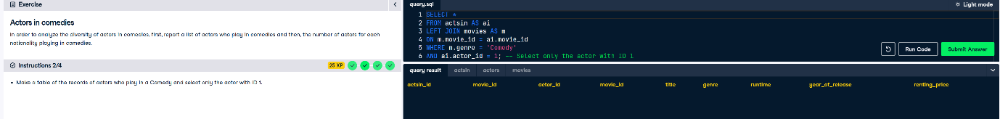 Exercise
Actors in comedies
In order to analyze the diversity of actors in comedies, first, report a list of actors who play in comedies and then, the number of actors for each
nationality playing in comedies.
Instructions 2/4
25 XP
Make a table of the records of actors who play in a Comedy and select only the actor with ID 1.
query.sql
Light mode
1 SELECT *
2 FROM actsin AS ai
3 LEFT JOIN movies AS m
4 ON m.movie_id = ai.movie_id
5 WHERE m.genre = 'Comedy'
6 AND ai.actor_id = 1; -- Select only the actor with ID 1
Run Code
Submit Answer
query result actsin actors movies
actsin_id movie_id actor_id movie_id title genre runtime year_of_release renting_price